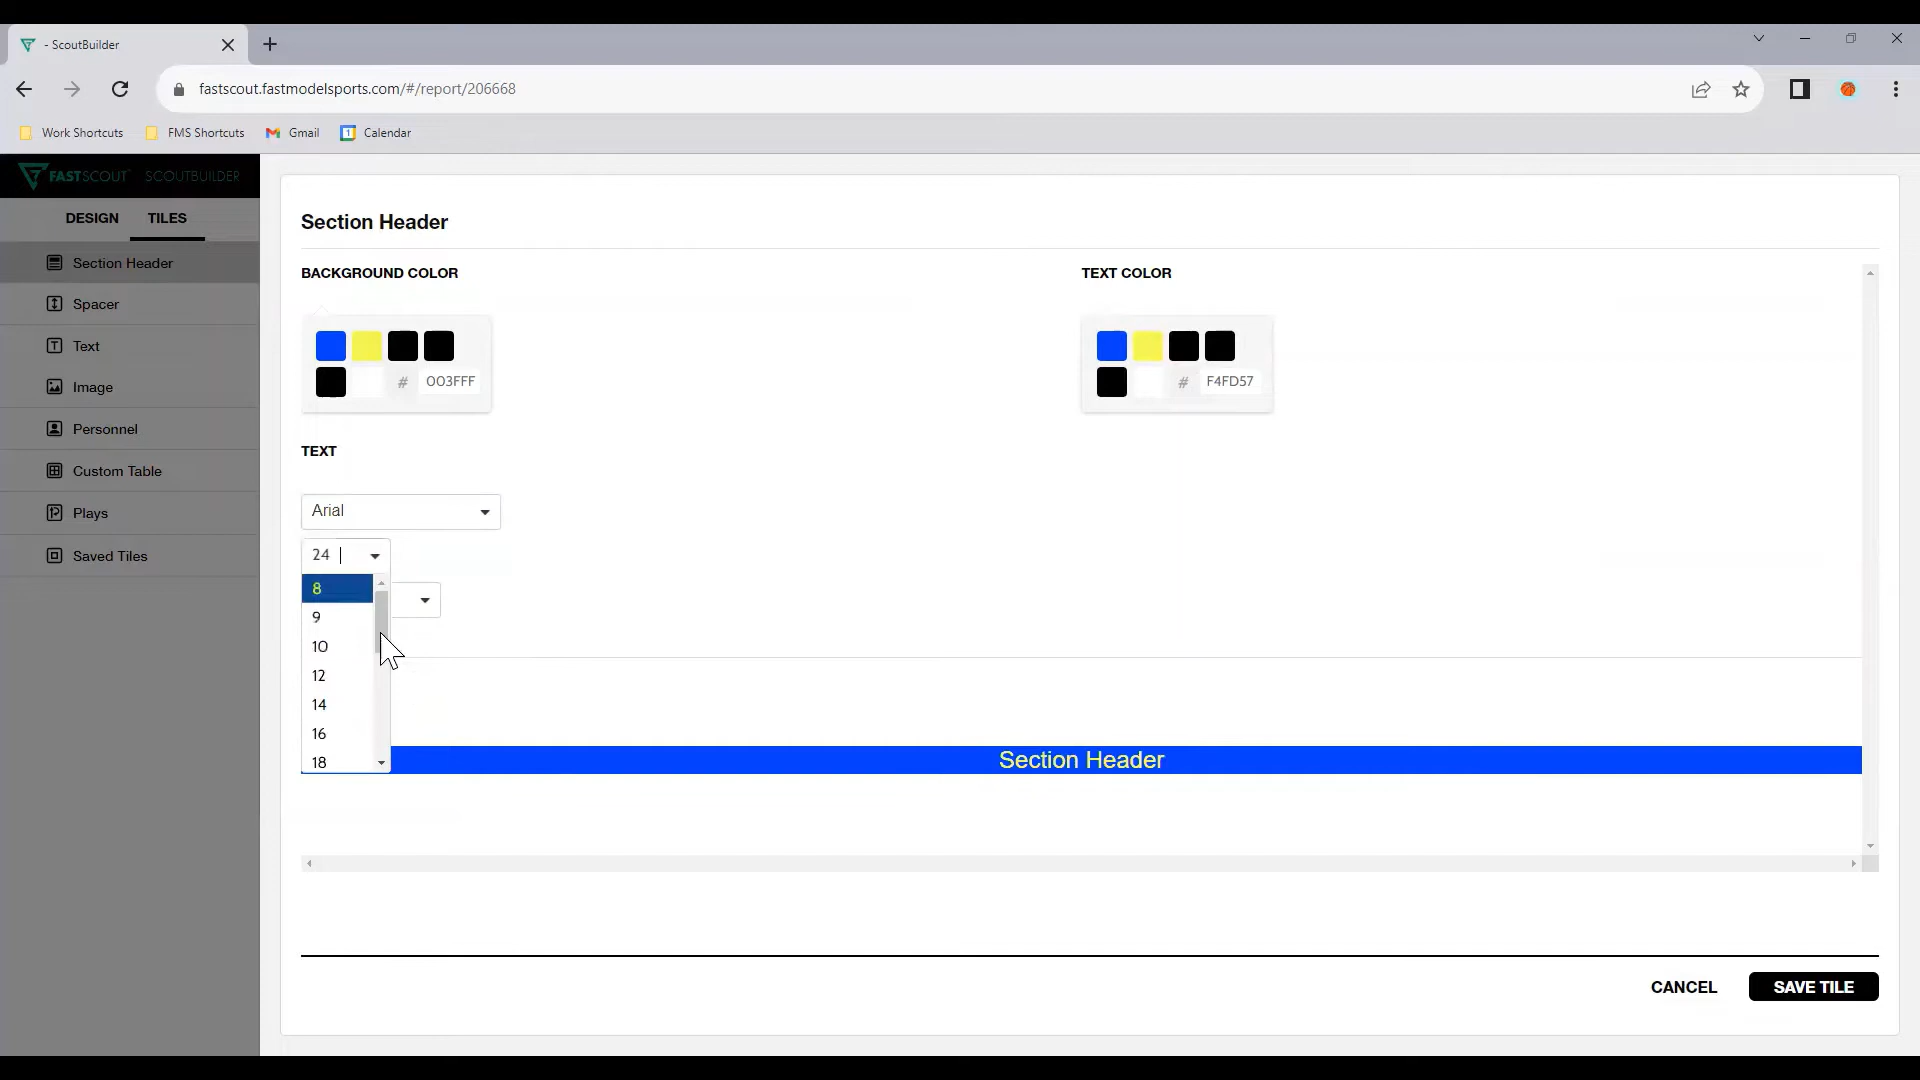 - ScoutBuilder
fastscout.fastmodelsports.com/#/report/206668
Work Shortcuts
FMS Shortcuts
Gmail
1
Calendar
FASTSCOUT SCOUTBUILDER
DESIGN
TILES
Section Header
Spacer
Text
Image
Personnel
Custom Table
Plays
Saved Tiles
Section Header
BACKGROUND COLOR
TEXT COLOR
# 003FFF
# F4FD57
TEXT
Arial
24
8
9
10
12
14
16
18
Section Header
CANCEL
SAVE TILE